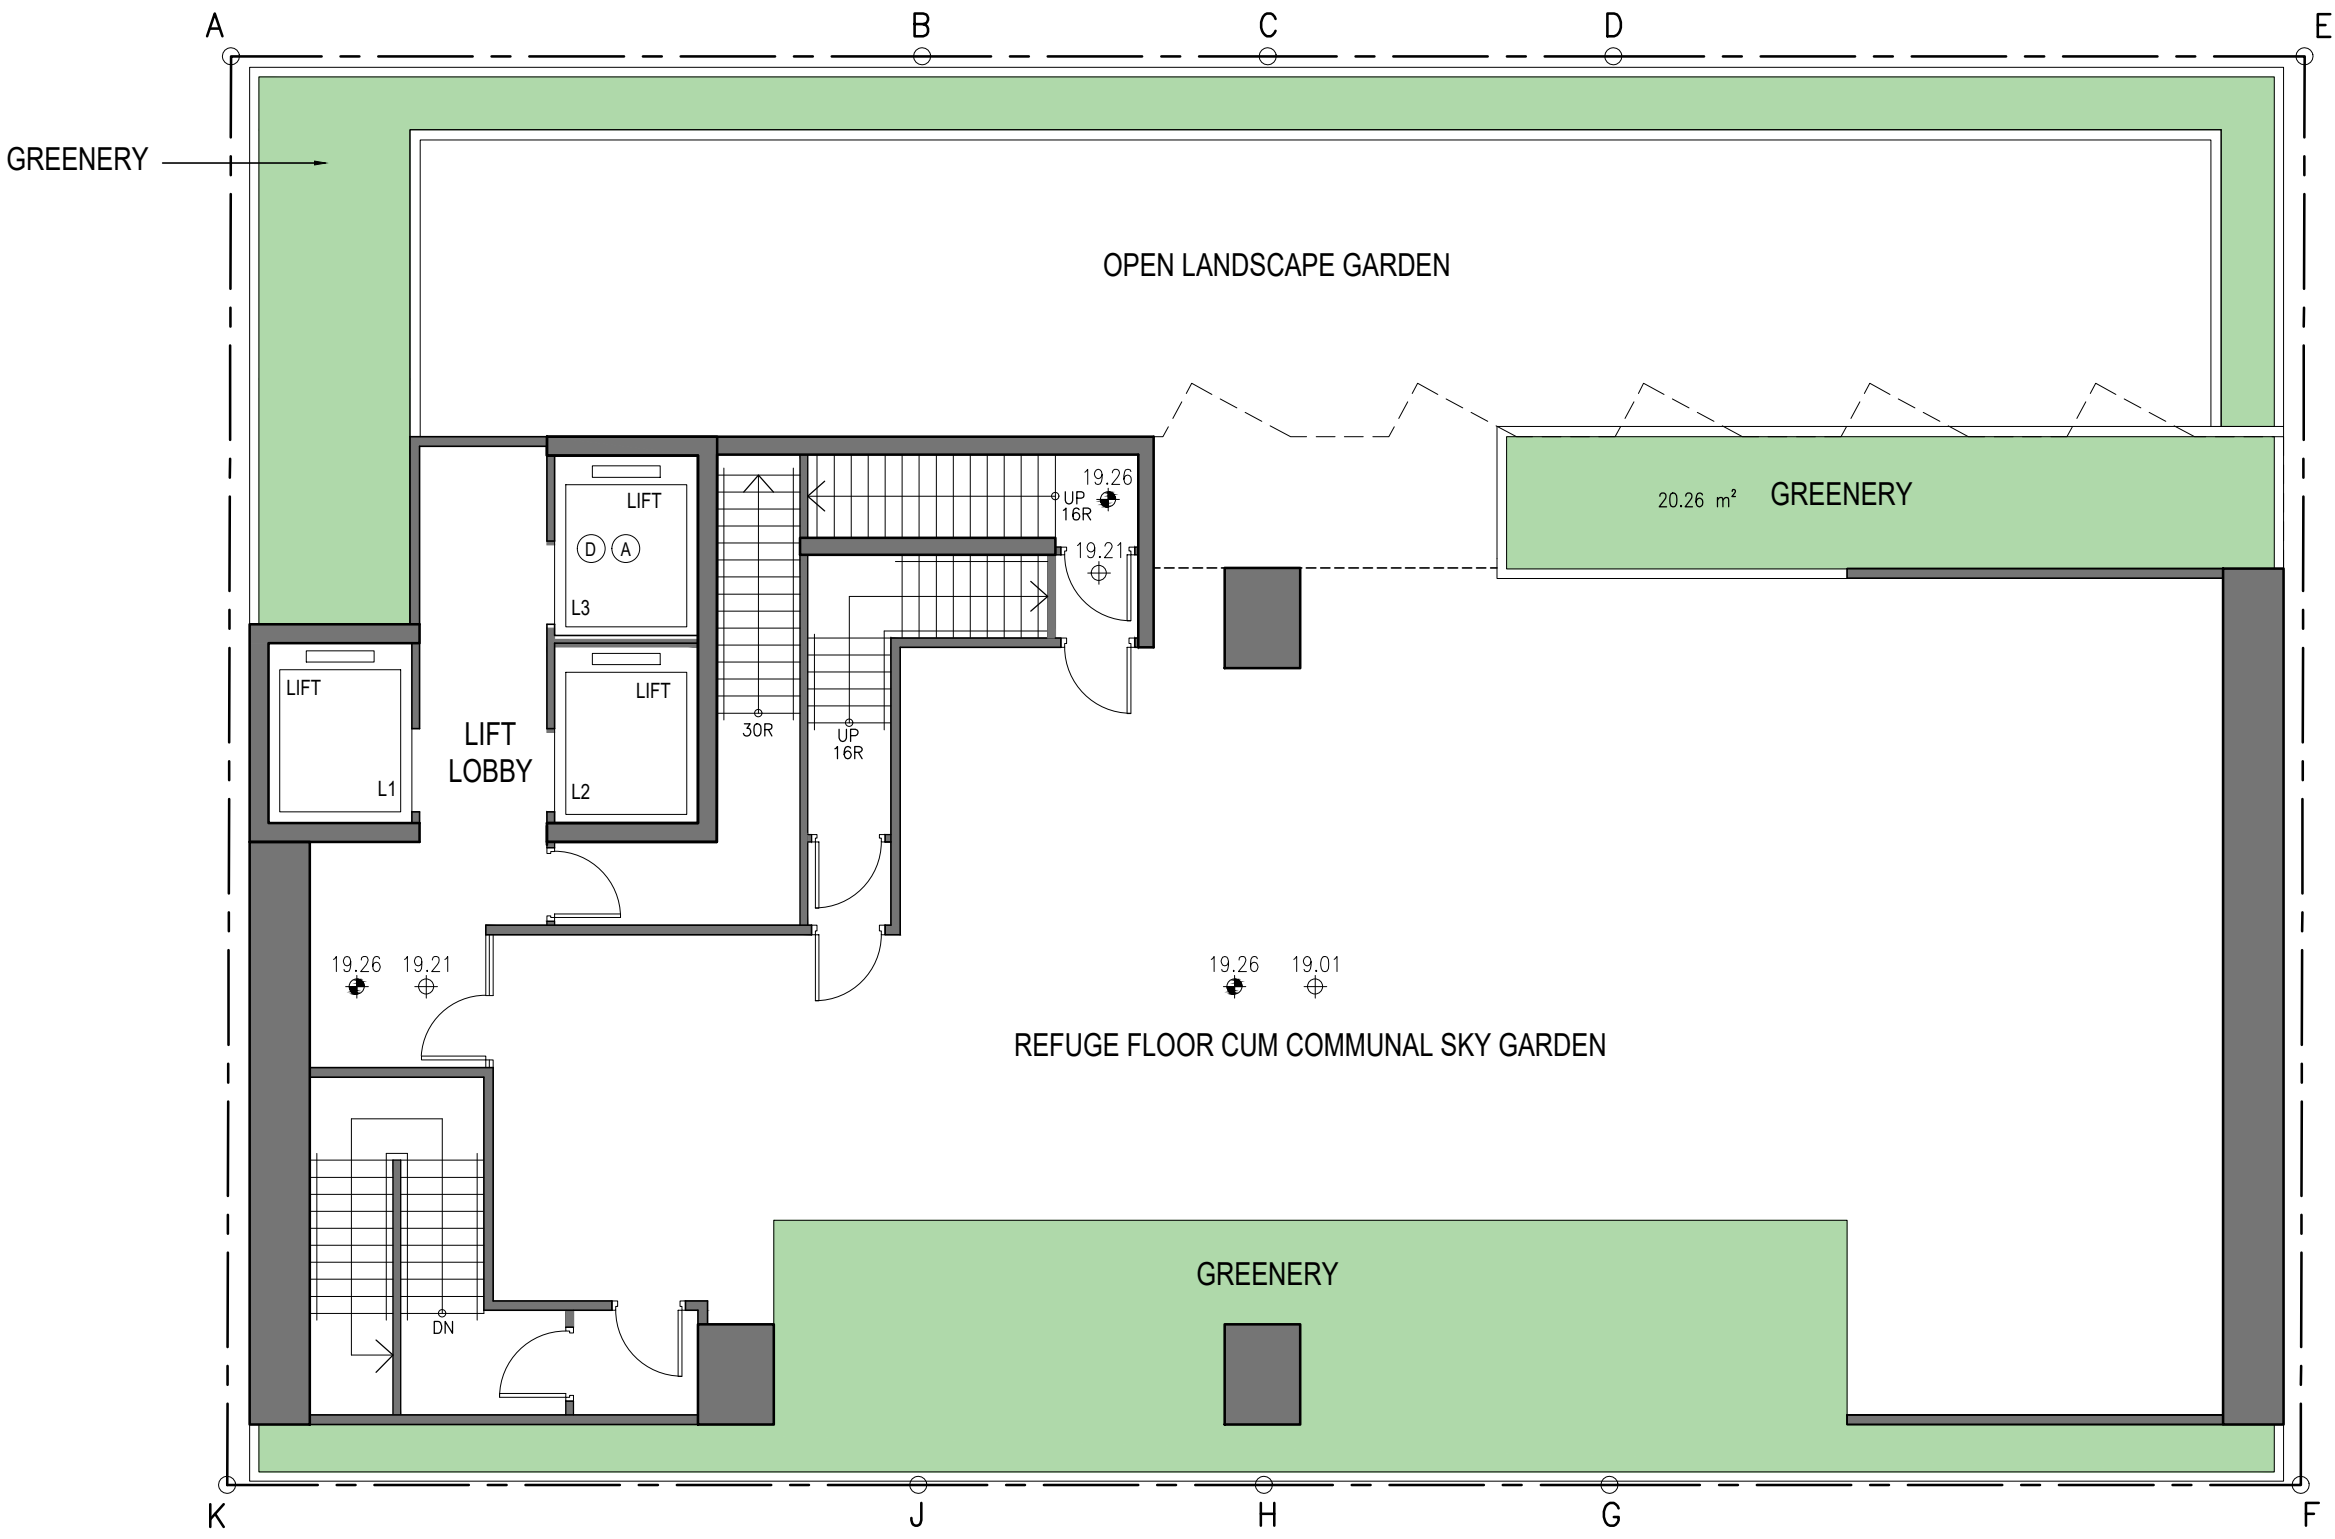 A
B
C
D
E
GREENERY
OPEN LANDSCAPE GARDEN
LIFT
D
A
L3
19.26
UP
16R
19.21
20.26 m²
GREENERY
LIFT
L1
LIFT
LOBBY
LIFT
L2
30R
UP
16R
19.26
19.21
19.26
19.01
REFUGE FLOOR CUM COMMUNAL SKY GARDEN
GREENERY
DN
K
J
H
G
F